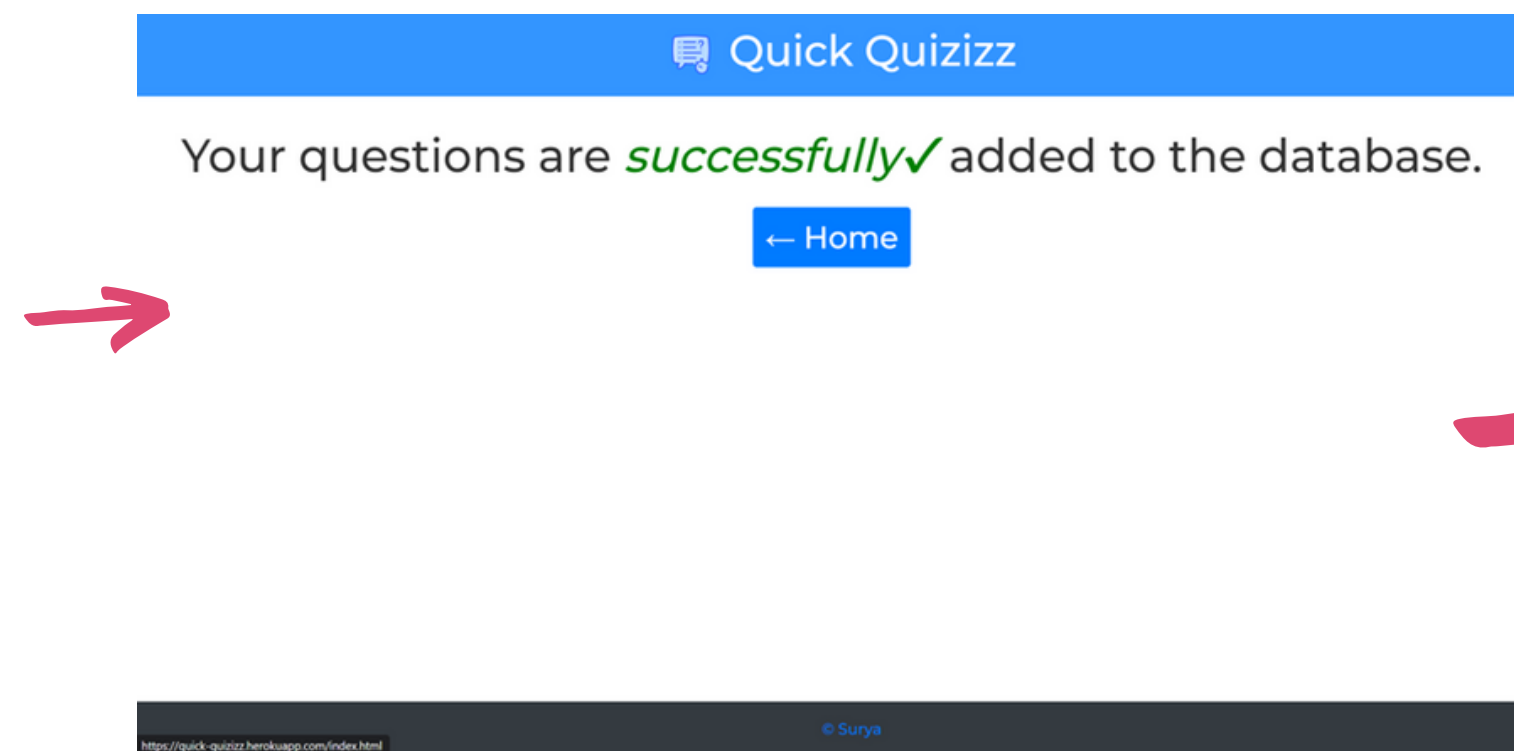 Quick Quizizz
Your questions are successfully✓ added to the database.
← Home
© Surya
https://quick-quizizz.herokuapp.com/index.html